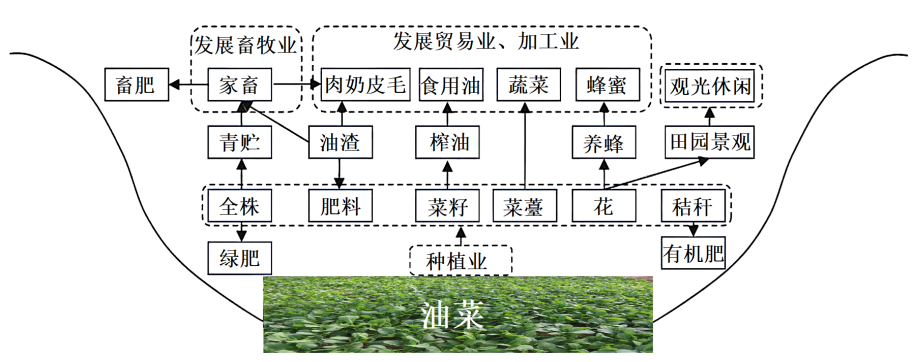 发展畜牧业
发展贸易业、加工业
畜肥
家畜
肉奶皮毛
食用油
蔬菜
蜂蜜
观光休闲
青贮
油渣
榨油
养蜂
田园景观
全株
肥料
菜籽
菜薹
花
秸秆
绿肥
种植业
有机肥
油菜